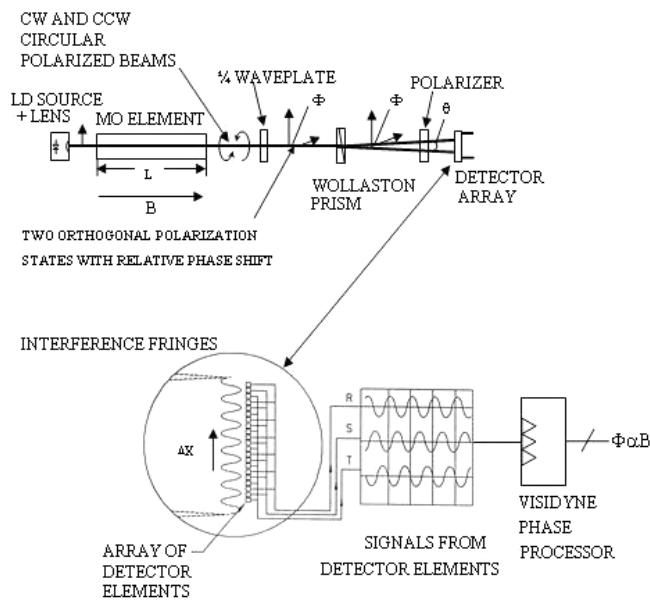 CW AND CCW
CIRCULAR
POLARIZED BEAMS
¼ WAVEPLATE
POLARIZER
Φ
Φ
θ
LD SOURCE
+ LENS
MO ELEMENT
L
B
WOLLASTON
PRISM
DETECTOR
ARRAY
TWO ORTHOGONAL POLARIZATION
STATES WITH RELATIVE PHASE SHIFT
INTERFERENCE FRINGES
ΔX
R
S
T
ΦαB
VISIDYNE
PHASE
PROCESSOR
ARRAY OF
DETECTOR
ELEMENTS
SIGNALS FROM
DETECTOR ELEMENTS